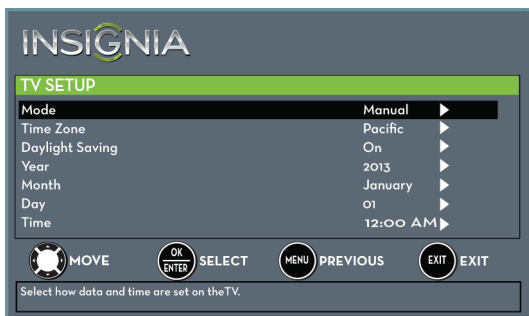 INSIGNIA
TV SETUP
Mode Manual
Time Zone Pacific
Daylight Saving On
Year 2013
Month January
Day 01
Time 12:00 AM
MOVE OK ENTER SELECT MENU PREVIOUS EXIT EXIT
Select how data and time are set on theTV.